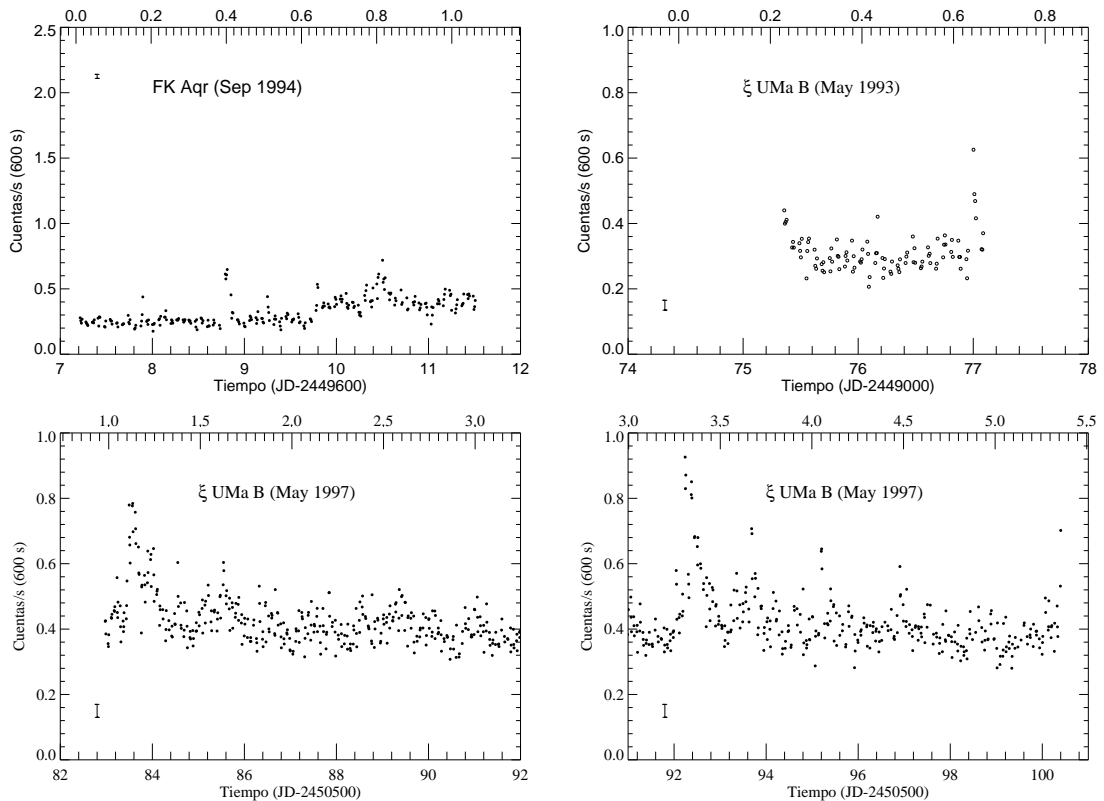 0.0 0.2 0.4 0.6 0.8 1.0
2.5
2.0
1.5
1.0
0.5
0.0
Cuentas/s (600 s)
FK Aqr (Sep 1994)
7 8 9 10 11 12
Tiempo (JD-2449600)
0.0 0.2 0.4 0.6 0.8
1.0
0.8
0.6
0.4
0.2
0.0
Cuentas/s (600 s)
ξ UMa B (May 1993)
74 75 76 77 78
Tiempo (JD-2449000)
1.0 1.5 2.0 2.5 3.0
1.0
0.8
0.6
0.4
0.2
0.0
Cuentas/s (600 s)
ξ UMa B (May 1997)
82 84 86 88 90 92
Tiempo (JD-2450500)
3.0 3.5 4.0 4.5 5.0 5.5
1.0
0.8
0.6
0.4
0.2
0.0
Cuentas/s (600 s)
ξ UMa B (May 1997)
92 94 96 98 100
Tiempo (JD-2450500)